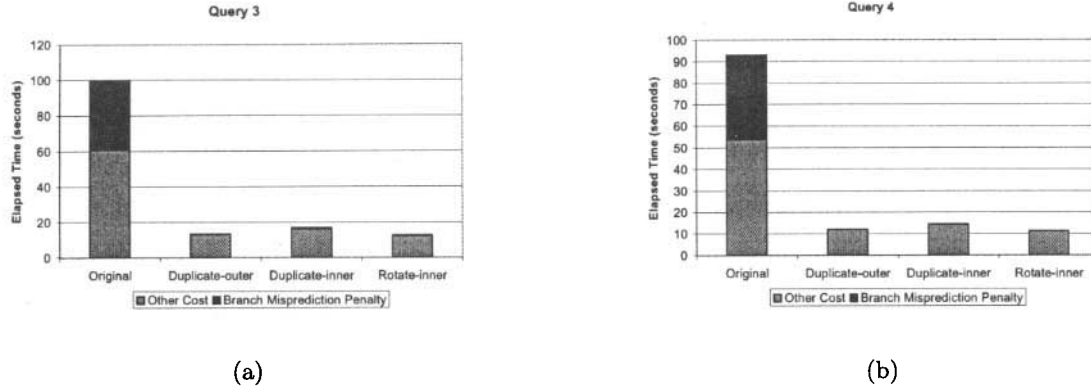 Query 3
Elapsed Time (seconds)
120
100
80
60
40
20
0
Original Duplicate-outer Duplicate-inner Rotate-inner
Other Cost Branch Misprediction Penalty
(a)
Query 4
Elapsed Time (seconds)
100
90
80
70
60
50
40
30
20
10
0
Original Duplicate-outer Duplicate-inner Rotate-inner
Other Cost Branch Misprediction Penalty
(b)